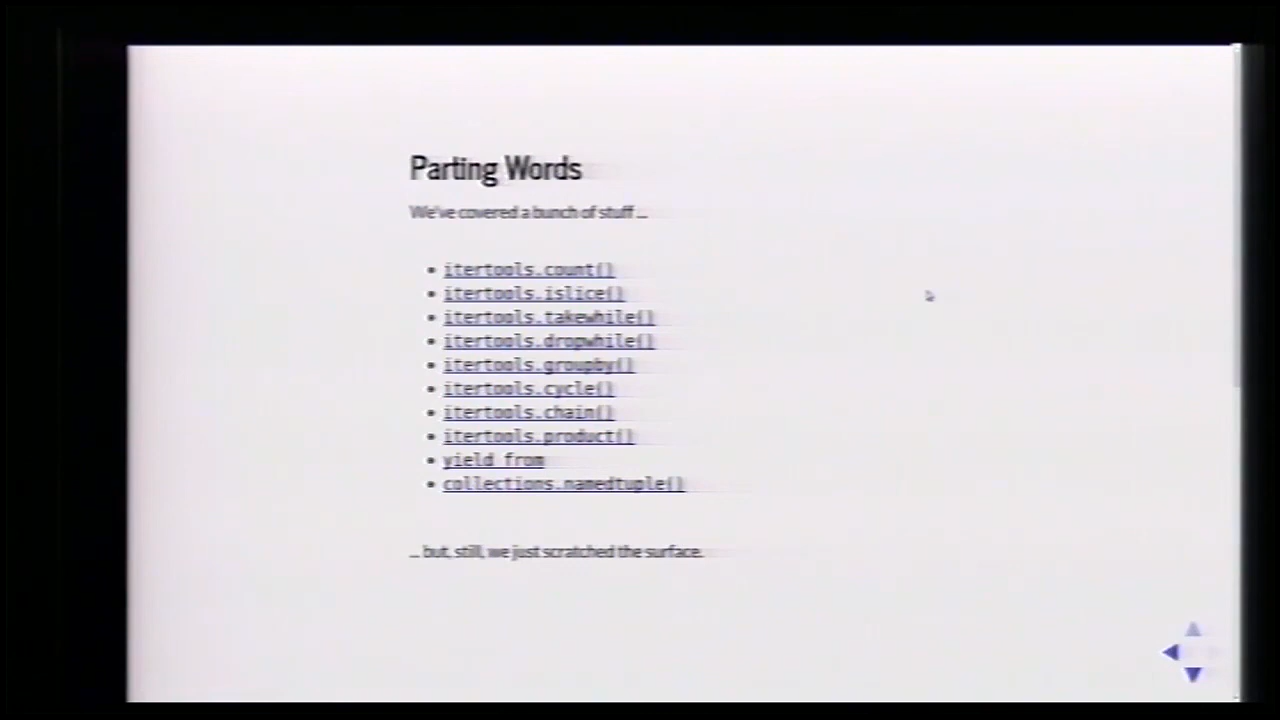 Parting Words
We've covered a bunch of stuff ...
• itertools.count()
• itertools.islice()
• itertools.takewhile()
• itertools.dropwhile()
• itertools.groupby()
• itertools.cycle()
• itertools.chain()
• itertools.product()
• yield from
• collections.namedtuple()
... but, still, we just scratched the surface.